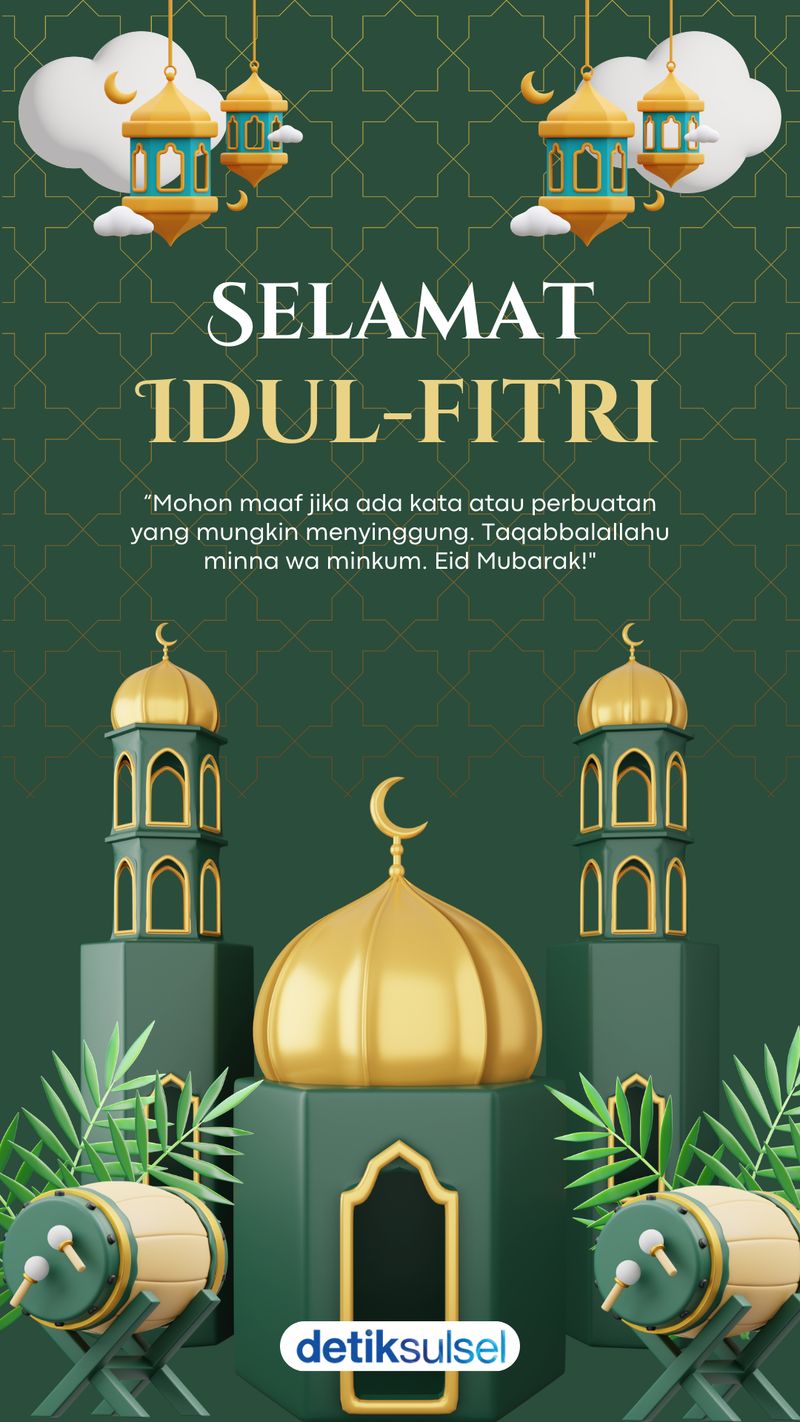 SELAMAT
IDUL-FITRI
“Mohon maaf jika ada kata atau perbuatan
yang mungkin menyinggung. Taqabbalallahu
minna wa minkum. Eid Mubarak!"
detiksulsel